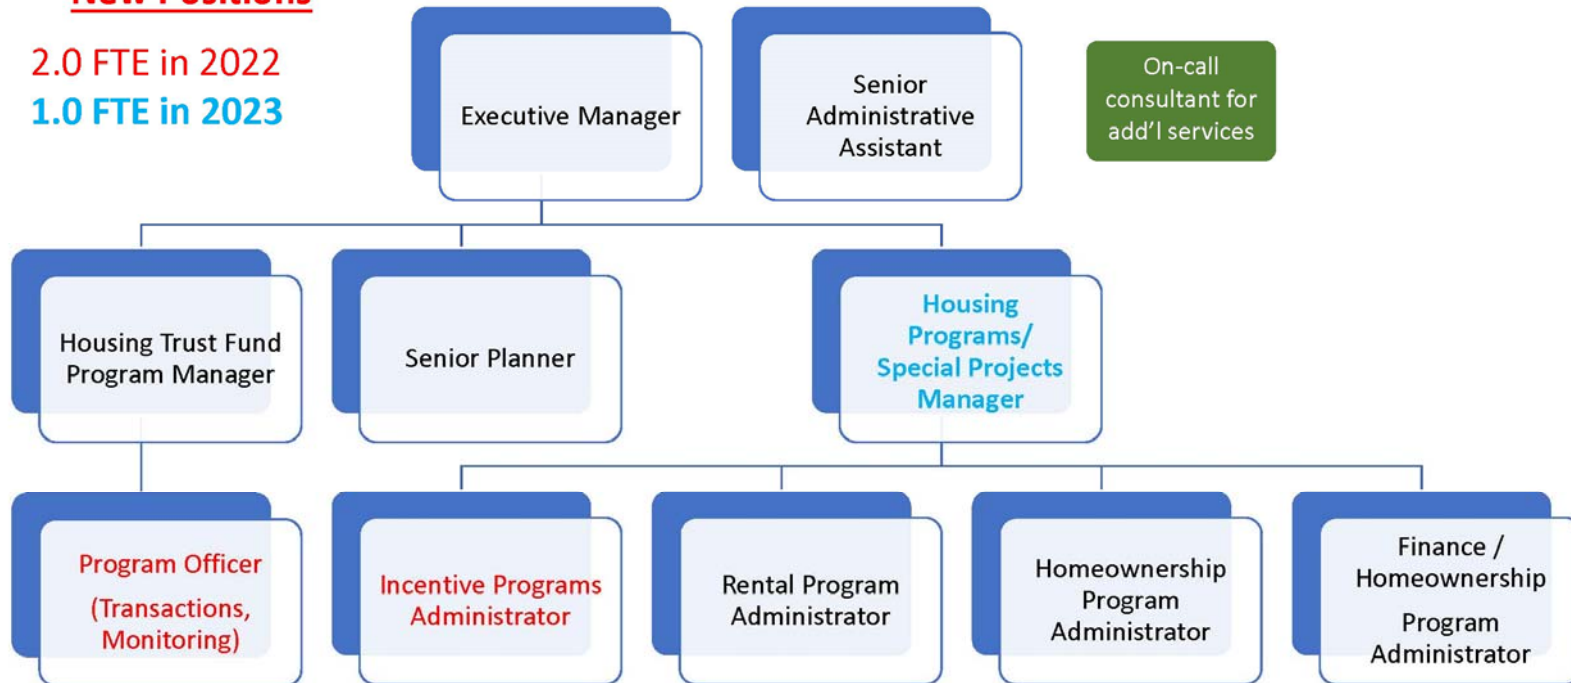 New Positions
2.0 FTE in 2022
1.0 FTE in 2023
Executive Manager
Senior
Administrative
Assistant
On-call
consultant for
add'l services
Housing Trust Fund
Program Manager
Senior Planner
Housing
Programs/
Special Projects
Manager
Program Officer
(Transactions,
Monitoring)
Incentive Programs
Administrator
Rental Program
Administrator
Homeownership
Program
Administrator
Finance /
Homeownership
Program
Administrator